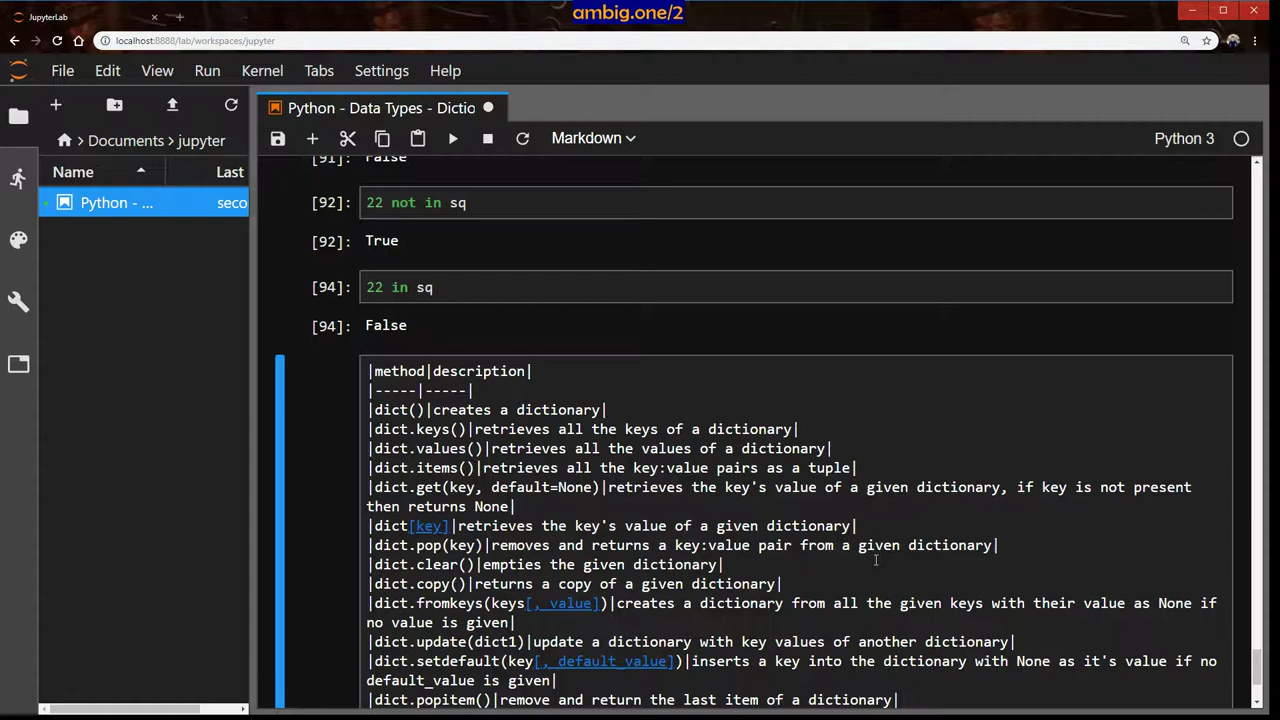 ambig.one/2
JupyterLab
localhost:8888/lab/workspaces/jupyter
File Edit View Run Kernel Tabs Settings Help
Python - Data Types - Dictio
Documents jupyter
Markdown
Python 3
Name Last
Python - ... seco
[91]: False
[92]: 22 not in sq
[92]: True
[94]: 22 in sq
[94]: False
|method|description|
|-----|-----|
|dict()|creates a dictionary|
|dict.keys()|retrieves all the keys of a dictionary|
|dict.values()|retrieves all the values of a dictionary|
|dict.items()|retrieves all the key:value pairs as a tuple|
|dict.get(key, default=None)|retrieves the key's value of a given dictionary, if key is not present
then returns None|
|dict[key]|retrieves the key's value of a given dictionary|
|dict.pop(key)|removes and returns a key:value pair from a given dictionary|
|dict.clear()|empties the given dictionary|
|dict.copy()|returns a copy of a given dictionary|
|dict.fromkeys(keys[, value])|creates a dictionary from all the given keys with their value as None if
no value is given|
|dict.update(dict1)|update a dictionary with key values of another dictionary|
|dict.setdefault(key[, default_value])|inserts a key into the dictionary with None as it's value if no
default_value is given|
|dict.popitem()|remove and return the last item of a dictionary|